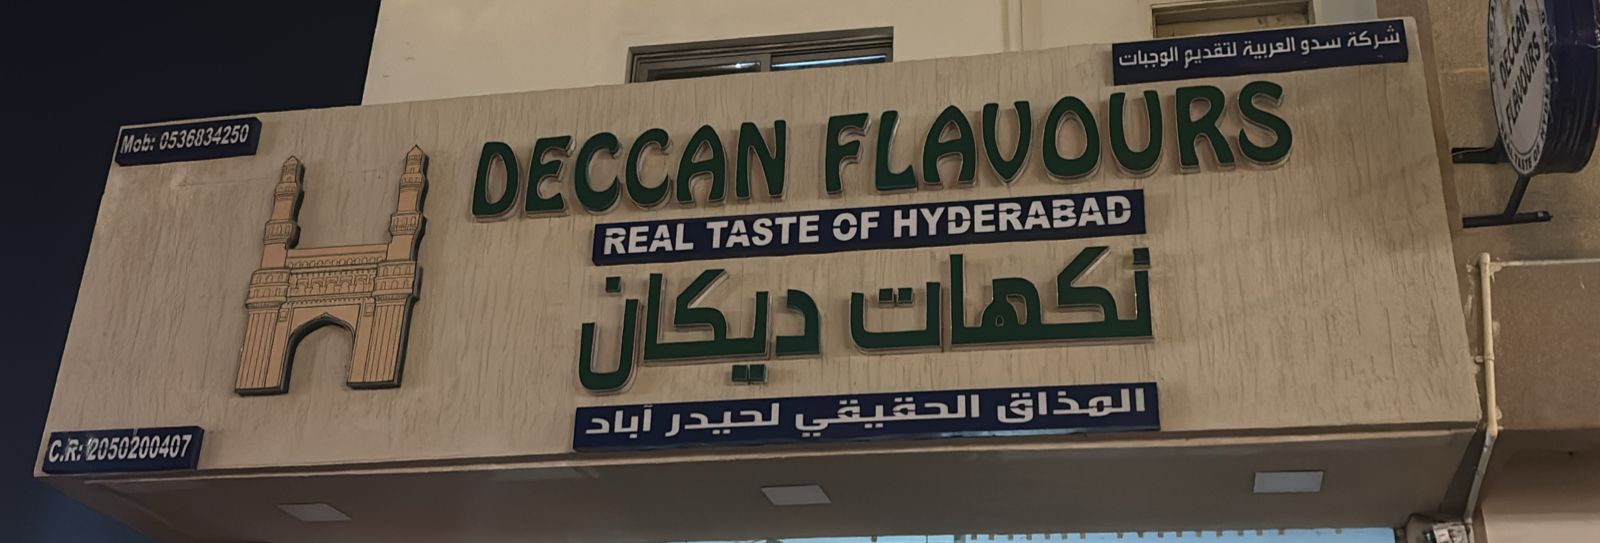 شركة سدو العربية لتقديم الوجبات
Mob: 0536834250
DECCAN FLAVOURS
REAL TASTE OF HYDERABAD
نكهات ديكان
المذاق الحقيقي لحيدر آباد
C.R: 2050200407
DECCAN
FLAVOURS